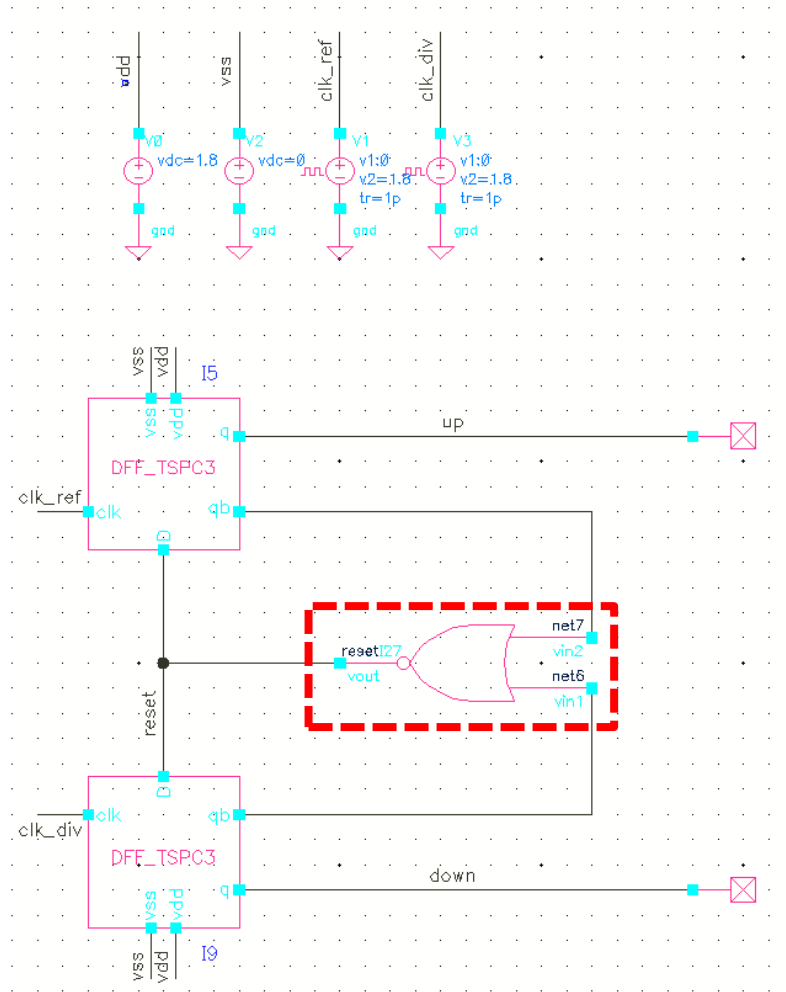 vdd
vss
clk_ref
clk_div
V0
V2
V1
V3
vdc=1.8
vdc=0
v1:0
v2=1.8
tr=1p
v1:0
v2=1.8
tr=1p
gnd
gnd
gnd
gnd
vss
vdd
I5
vss
vdd
q
up
DFF_TSPC3
clk_ref
clk
qb
D
net7
reset
I27
vin2
vout
net6
vin1
reset
D
clk
qb
clk_div
DFF_TSPC3
down
vss
vdd
q
vss
vdd
I9